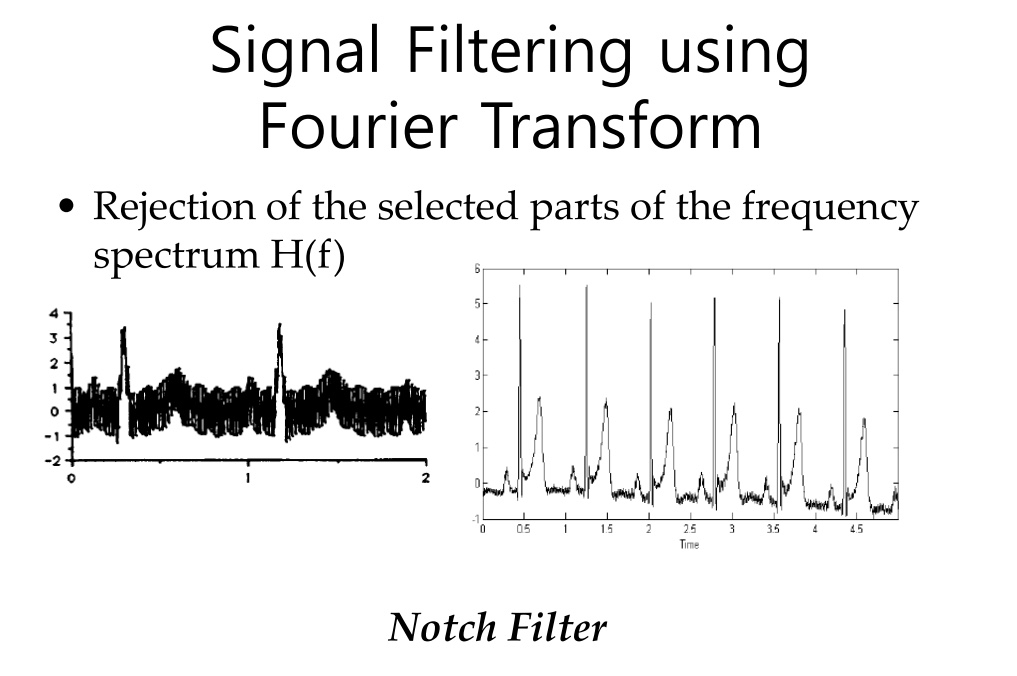 Signal Filtering using
Fourier Transform
• Rejection of the selected parts of the frequency
spectrum H(f)
4
3
2
1
0
-1
-2
0 1 2
6
5
4
3
2
1
0
-1
0 0.5 1 1.5 2 2.5 3 3.5 4 4.5
Time
Notch Filter